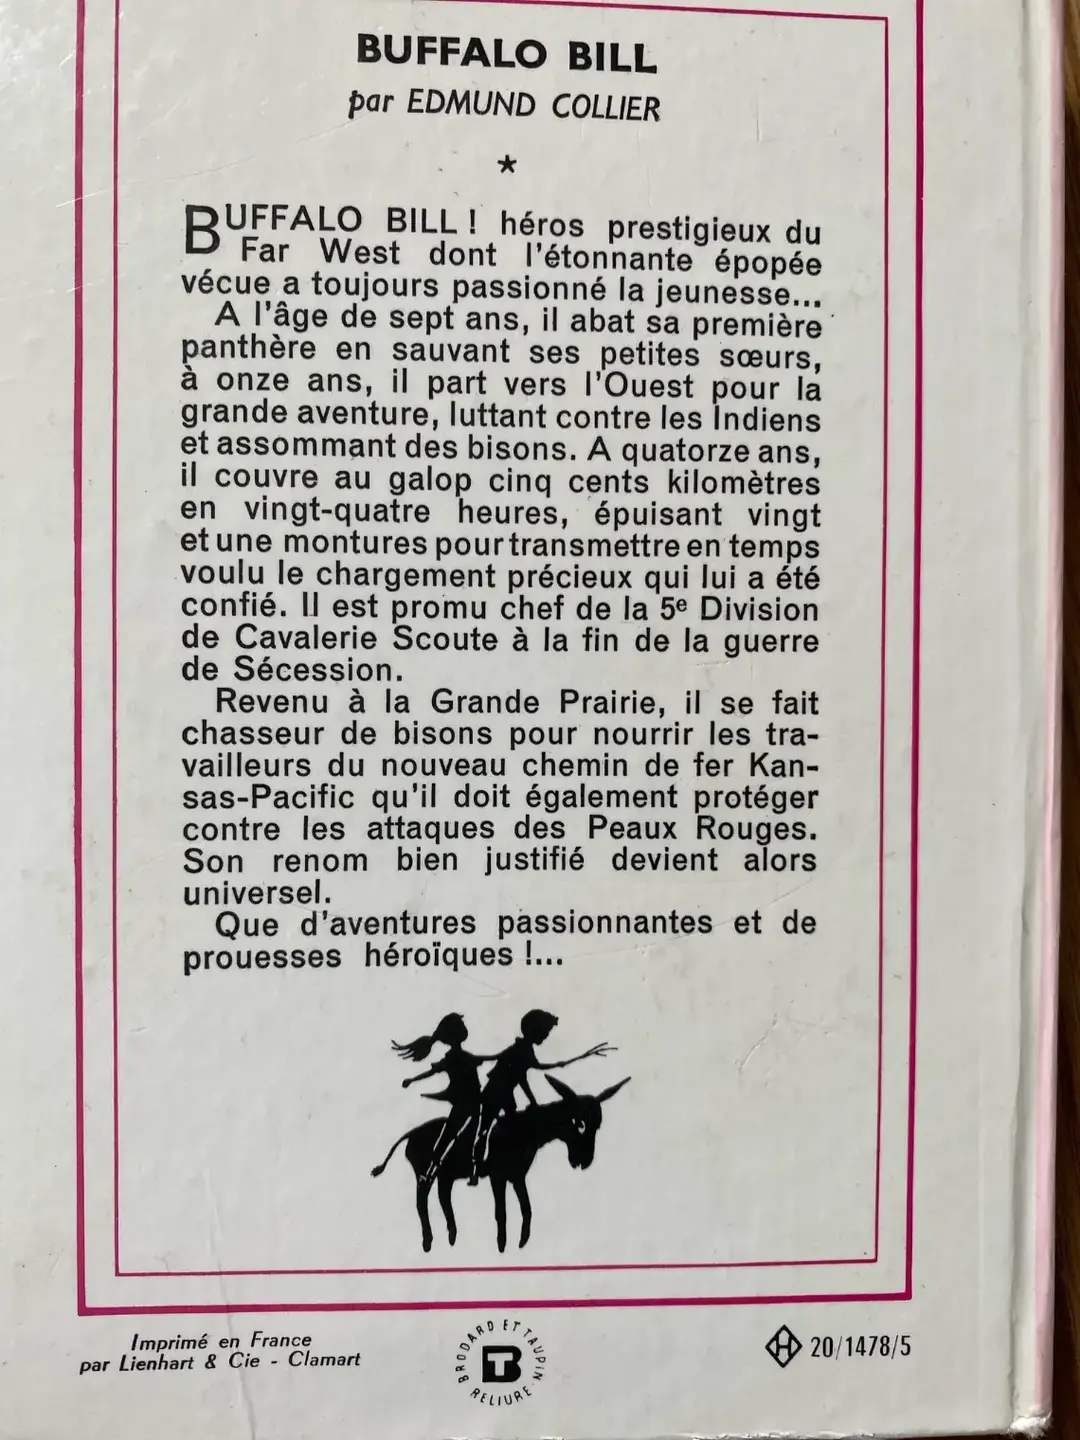 BUFFALO BILL
par EDMUND COLLIER
★
BUFFALO BILL ! héros prestigieux du
Far West dont l'étonnante épopée
vécue a toujours passionné la jeunesse...
A l'âge de sept ans, il abat sa première
panthère en sauvant ses petites sœurs,
à onze ans, il part vers l'Ouest pour la
grande aventure, luttant contre les Indiens
et assommant des bisons. A quatorze ans,
il couvre au galop cinq cents kilomètres
en vingt-quatre heures, épuisant vingt
et une montures pour transmettre en temps
voulu le chargement précieux qui lui a été
confié. Il est promu chef de la 5e Division
de Cavalerie Scoute à la fin de la guerre
de Sécession.
Revenu à la Grande Prairie, il se fait
chasseur de bisons pour nourrir les tra-
vailleurs du nouveau chemin de fer Kan-
sas-Pacific qu'il doit également protéger
contre les attaques des Peaux Rouges.
Son renom bien justifié devient alors
universel.
Que d'aventures passionnantes et de
prouesses héroïques !...
Imprimé en France
par Lienhart & Cie - Clamart
BRODARD ET TAUPIN
BT
RELIURE
H 20/1478/5